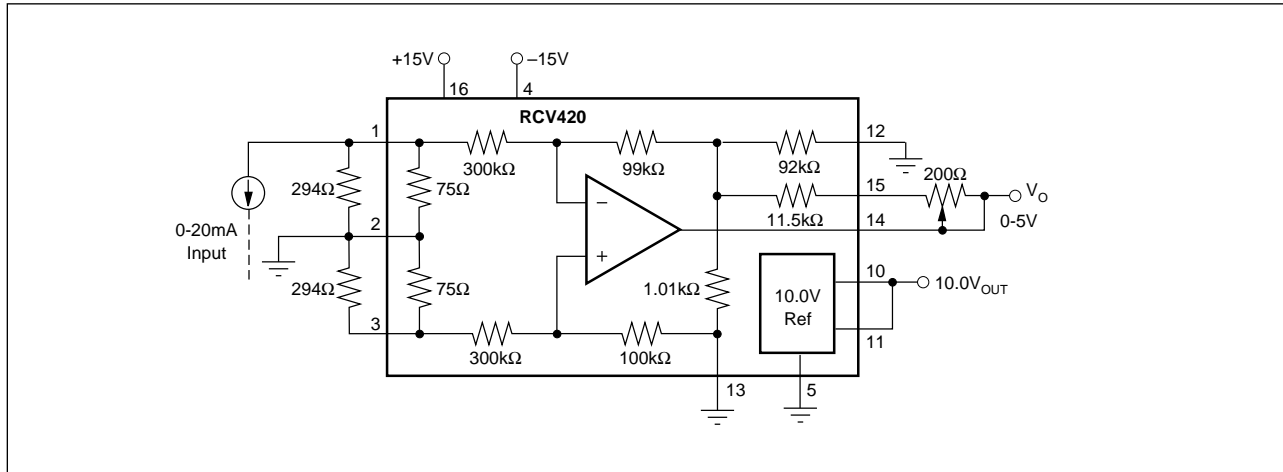 +15V
–15V
16
4
RCV420
1
12
300kΩ
99kΩ
92kΩ
15
200Ω
V_O
294Ω
75Ω
–
11.5kΩ
14
0-5V
0-20mA
Input
2
+
10
10.0V_OUT
294Ω
75Ω
1.01kΩ
10.0V
Ref
3
11
300kΩ
100kΩ
13
5